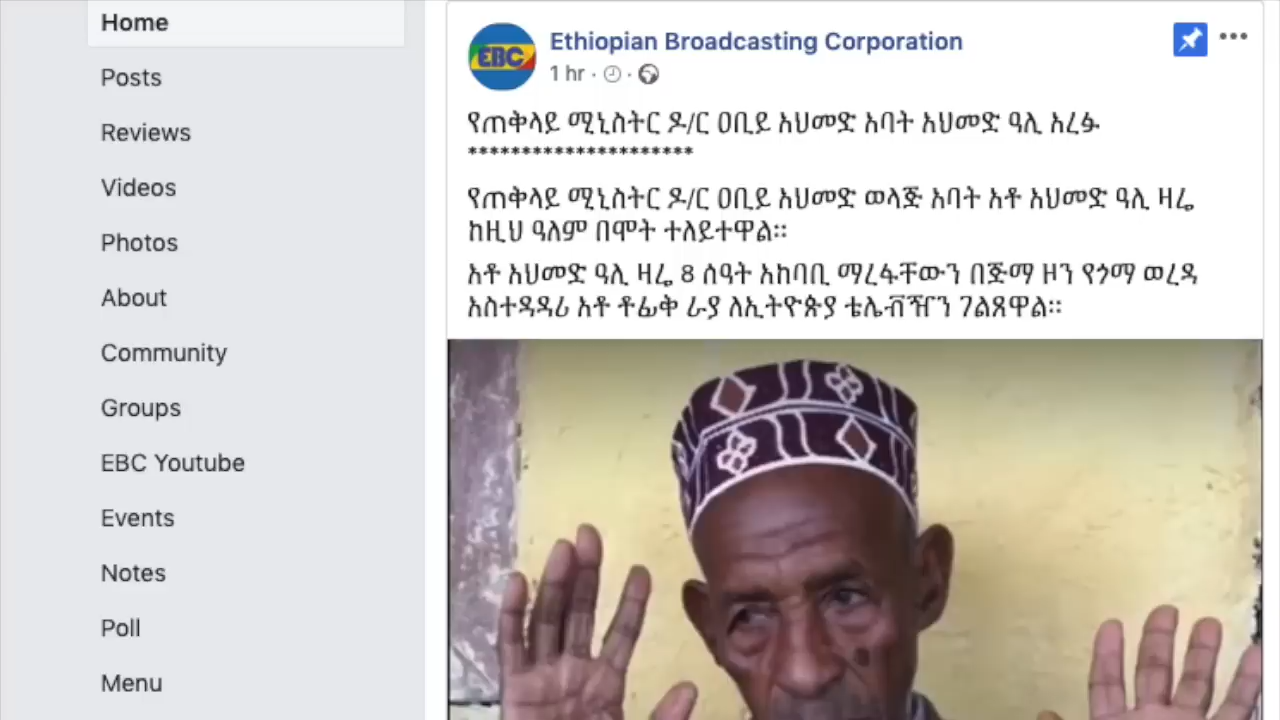 Home
Posts
Reviews
Videos
Photos
About
Community
Groups
EBC Youtube
Events
Notes
Poll
Menu
EBC
Ethiopian Broadcasting Corporation
1 hr
የጠቅላይ ሚኒስትር ዶ/ር ዐቢይ አህመድ አባት አህመድ ዓሊ አረፉ
*********************
የጠቅላይ ሚኒስትር ዶ/ር ዐቢይ አህመድ ወላጅ አባት አቶ አህመድ ዓሊ ዛሬ
ከዚህ ዓለም በሞት ተለይተዋል።
አቶ አህመድ ዓሊ ዛሬ 8 ሰዓት አከባቢ ማረፋቸውን በጅማ ዞን የጎማ ወረዳ
አስተዳዳሪ አቶ ቶፊቅ ራያ ለኢትዮጵያ ቴሌቭዥን ገልጸዋል።